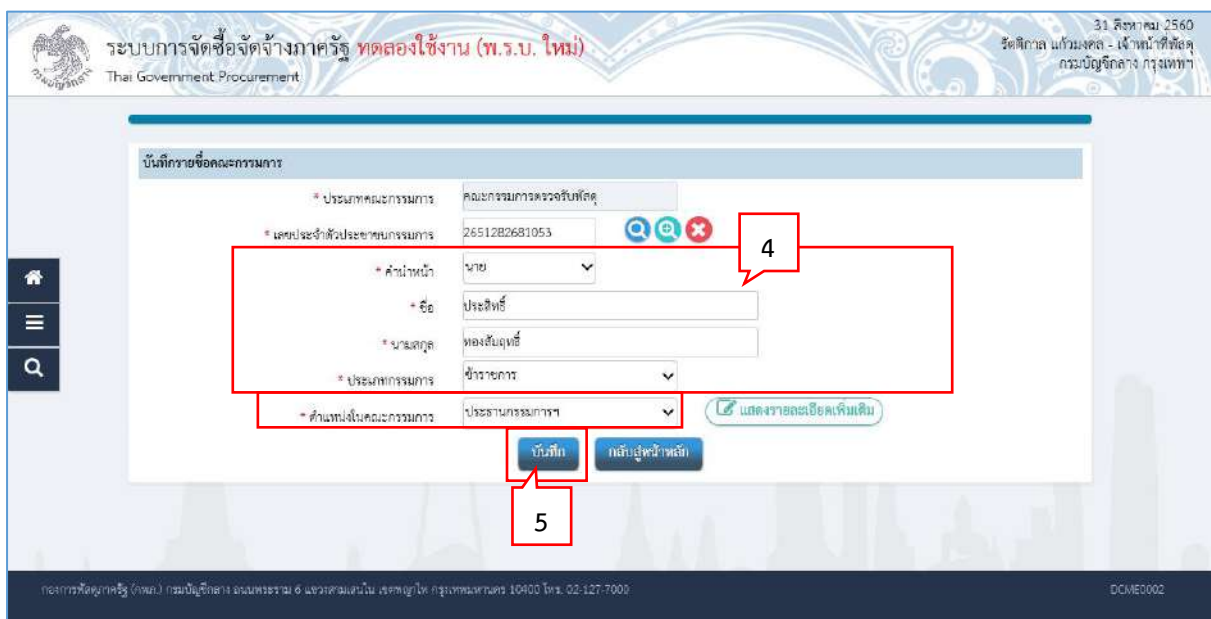 31 สิงหาคม 2560
ระบบการจัดซื้อจัดจ้างภาครัฐ ทดลองใช้งาน (พ.ร.บ. ใหม่)
รัตติกาล แก้วมงคล - เจ้าหน้าที่พัสดุ
Thai Government Procurement
กรมบัญชีกลาง กรุงเทพฯ
บันทึกรายชื่อคณะกรรมการ
* ประเภทคณะกรรมการ คณะกรรมการตรวจรับพัสดุ
* เลขประจำตัวประชาชนกรรมการ 2651282681053
4
* คำนำหน้า นาย
* ชื่อ ประสิทธิ์
* นามสกุล ทองสัมฤทธิ์
* ประเภทกรรมการ ข้าราชการ
* ตำแหน่งในคณะกรรมการ ประธานกรรมการฯ แสดงรายละเอียดเพิ่มเติม
บันทึก กลับสู่หน้าหลัก
5
กองการพัสดุภาครัฐ (กพภ.) กรมบัญชีกลาง ถนนพระราม 6 แขวงสามเสนใน เขตพญาไท กรุงเทพมหานคร 10400 โทร. 02-127-7000 DCME0002